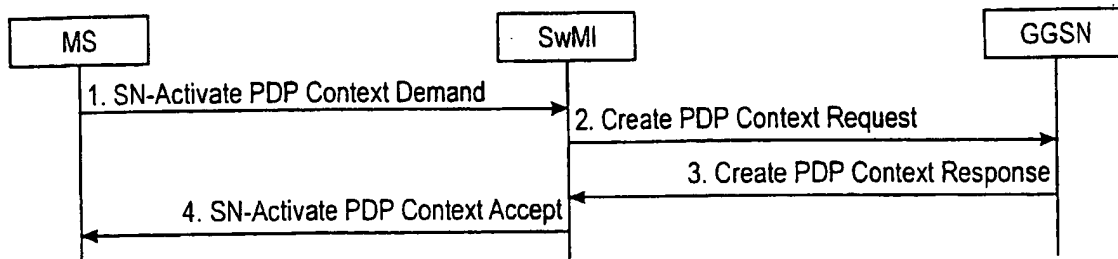 MS
SwMI
GGSN
1. SN-Activate PDP Context Demand
2. Create PDP Context Request
3. Create PDP Context Response
4. SN-Activate PDP Context Accept